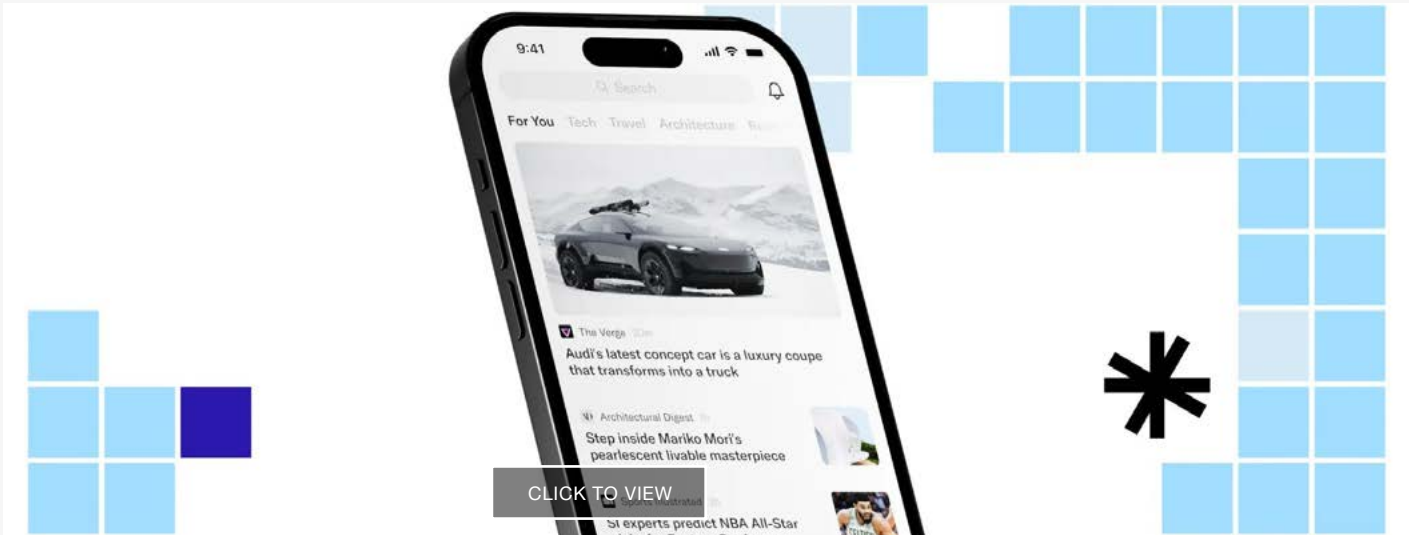 9:41
Search
For You Tech Travel Architecture
The Verge
Audi's latest concept car is a luxury coupe
that transforms into a truck
Architectural Digest
Step inside Mariko Mori's
pearlescent livable masterpiece
CLICK TO VIEW
Sports Illustrated
SI experts predict NBA All-Star